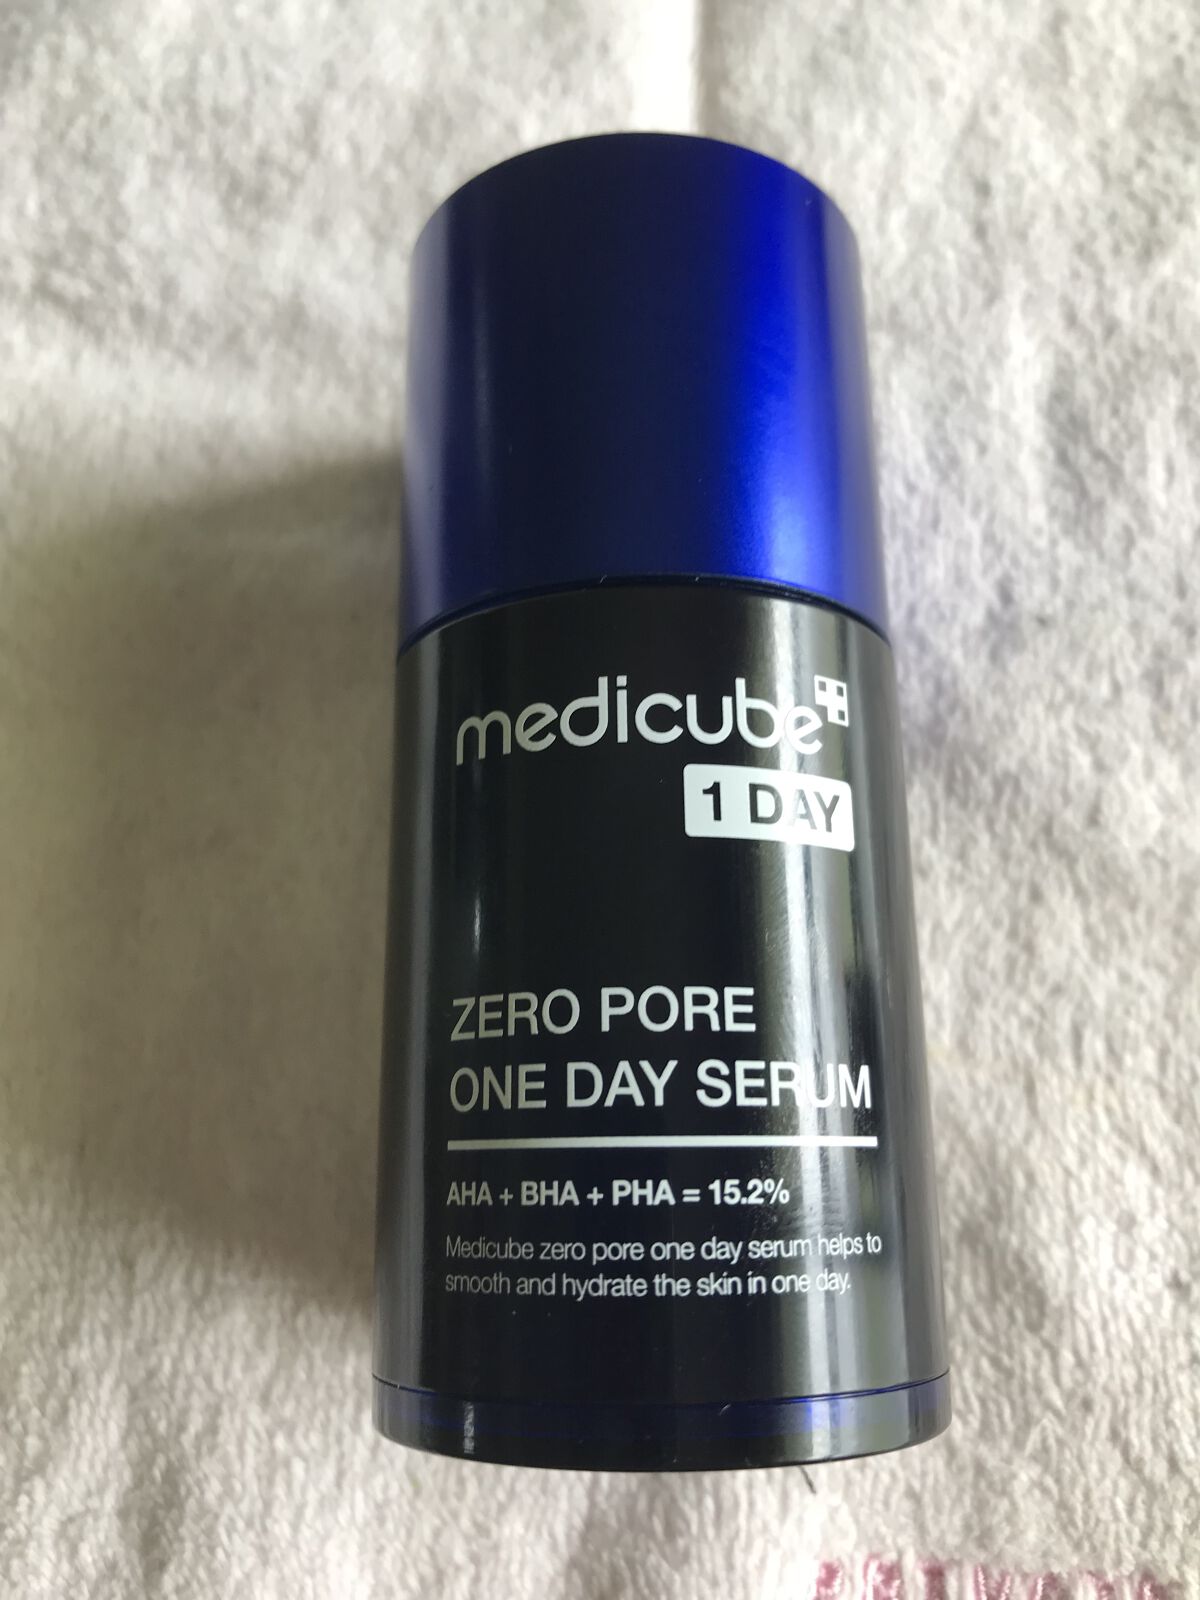 medicube
1 DAY
ZERO PORE
ONE DAY SERUM
AHA + BHA + PHA = 15.2%
Medicube zero pore one day serum helps to
smooth and hydrate the skin in one day.